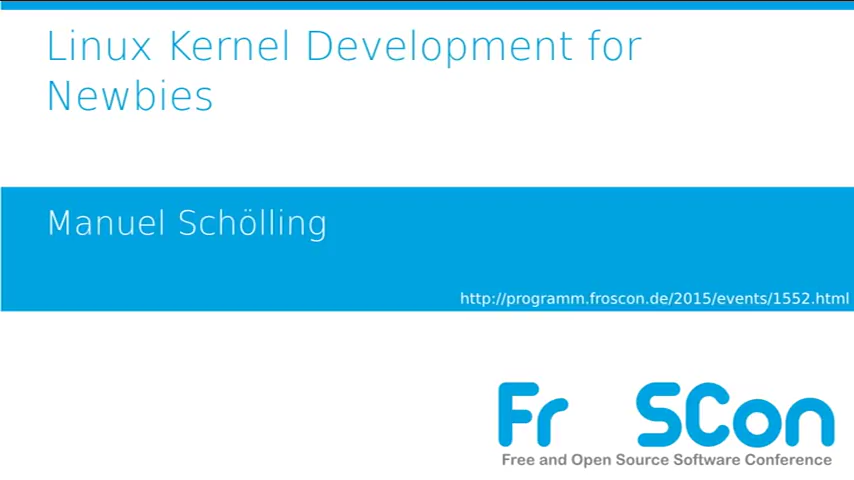 Linux Kernel Development for
Newbies
Manuel Schölling
http://programm.froscon.de/2015/events/1552.html
Fr SCon
Free and Open Source Software Conference